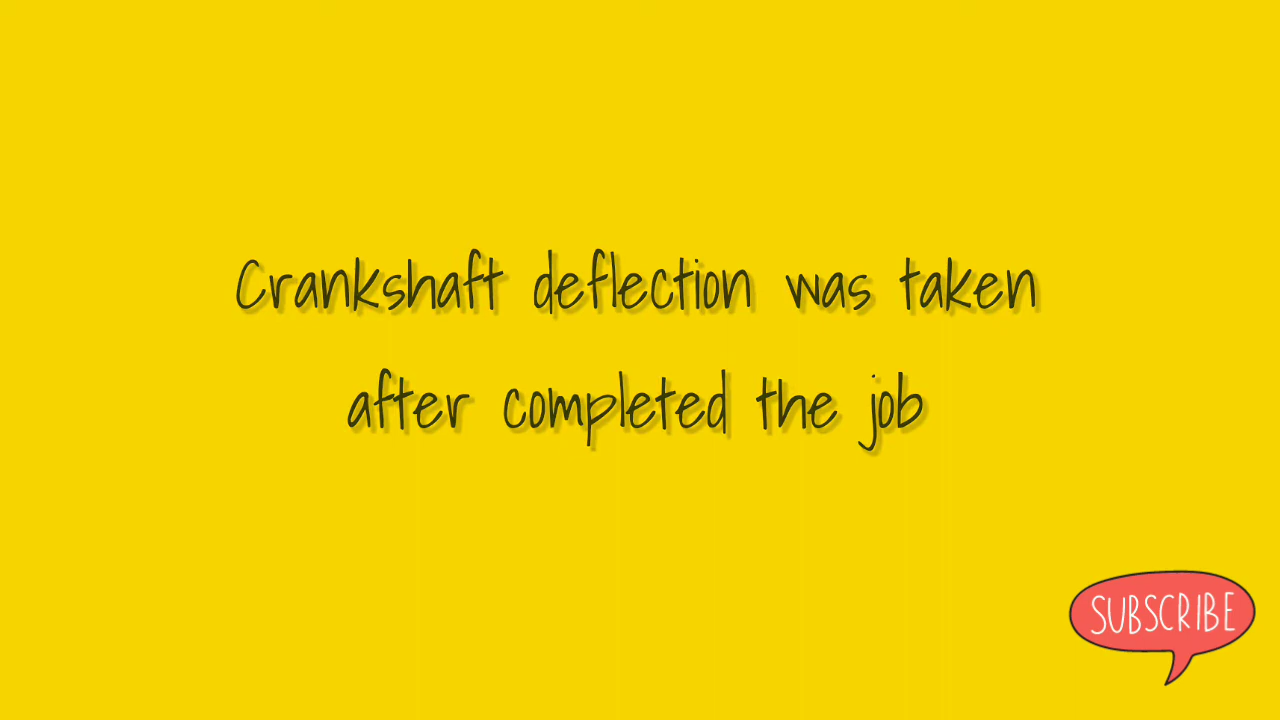 Crankshaft deflection was taken
after completed the job
SUBSCRIBE